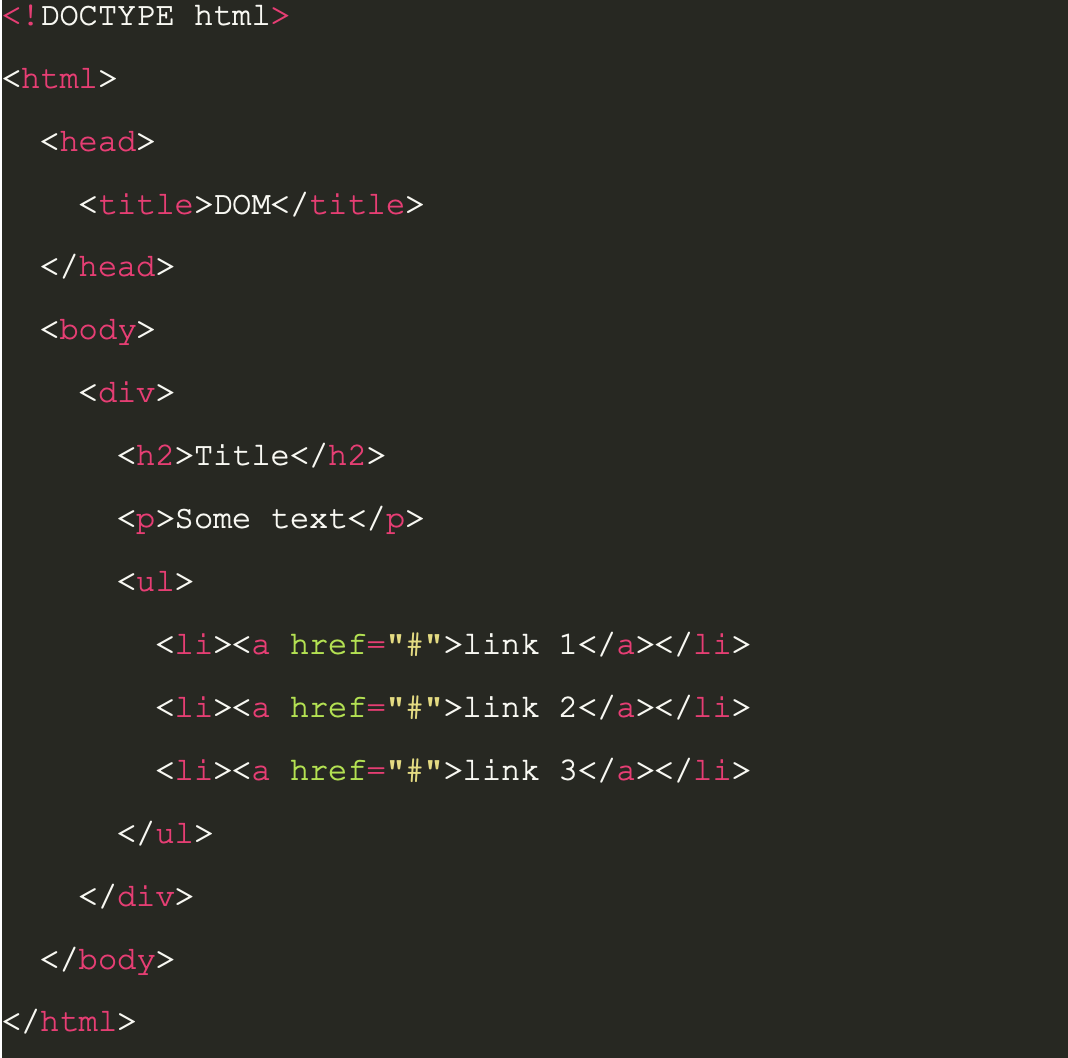 <!DOCTYPE html>
<html>
  <head>
    <title>DOM</title>
  </head>
  <body>
    <div>
      <h2>Title</h2>
      <p>Some text</p>
      <ul>
        <li><a href="#">link 1</a></li>
        <li><a href="#">link 2</a></li>
        <li><a href="#">link 3</a></li>
      </ul>
    </div>
  </body>
</html>